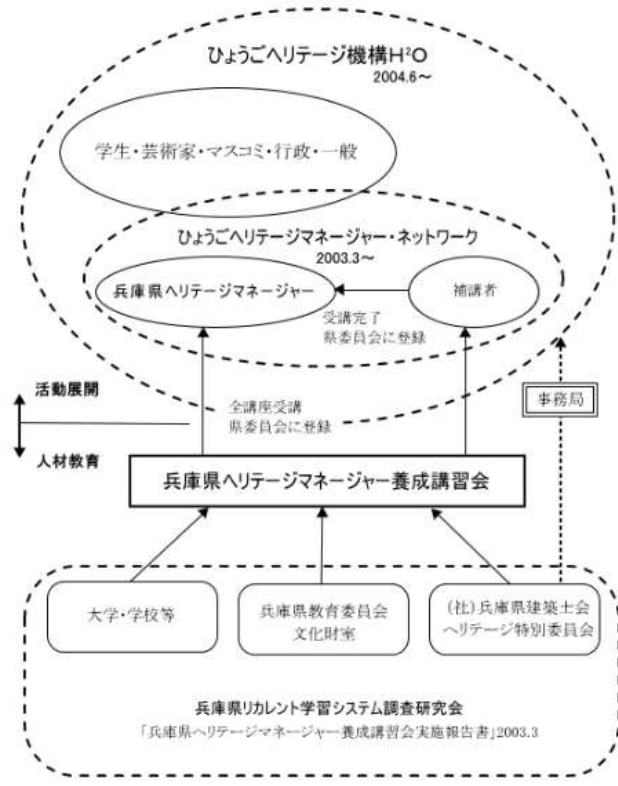 ひょうごヘリテージ機構H²O
2004.6～
学生・芸術家・マスコミ・行政・一般
ひょうごヘリテージマネージャー・ネットワーク
2003.3～
兵庫県ヘリテージマネージャー
補講者
受講完了
県委員会に登録
活動展開
人材教育
全講座受講
県委員会に登録
事務局
兵庫県ヘリテージマネージャー養成講習会
大学・学校等
兵庫県教育委員会
文化財室
(社)兵庫県建築士会
ヘリテージ特別委員会
兵庫県リカレント学習システム調査研究会
「兵庫県ヘリテージマネージャー養成講習会実施報告書」2003.3